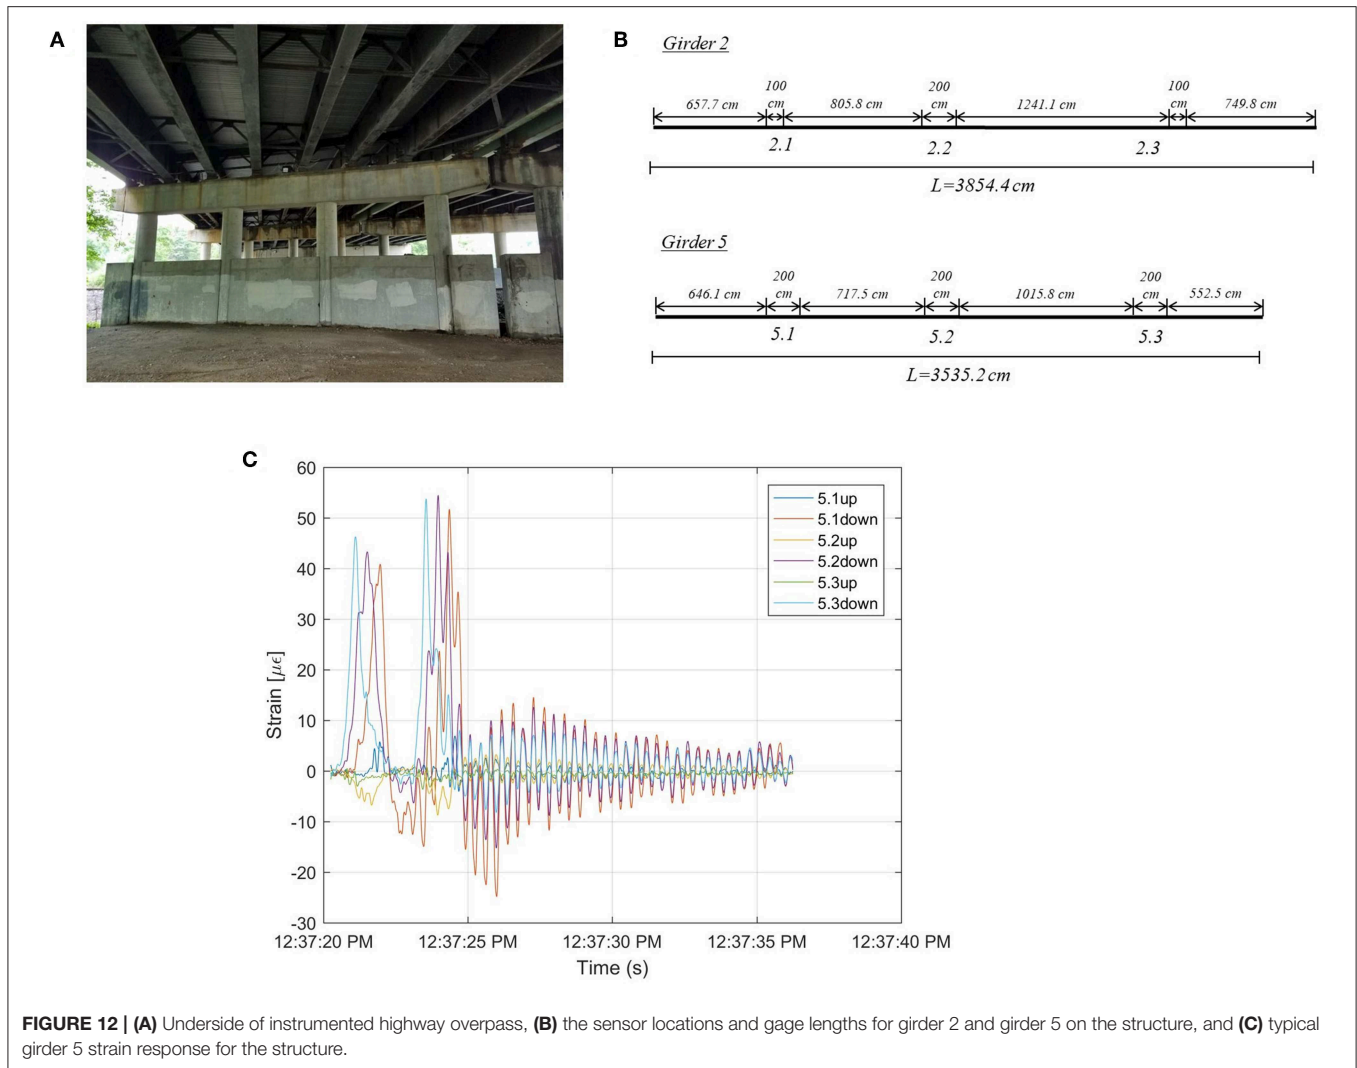 A
B
Girder 2
657.7 cm
100
cm
805.8 cm
200
cm
1241.1 cm
100
cm
749.8 cm
2.1
2.2
2.3
L=3854.4 cm
Girder 5
646.1 cm
200
cm
717.5 cm
200
cm
1015.8 cm
200
cm
552.5 cm
5.1
5.2
5.3
L=3535.2 cm
C
60
50
40
30
20
10
0
-10
-20
-30
Strain [με]
5.1up
5.1down
5.2up
5.2down
5.3up
5.3down
12:37:20 PM
12:37:25 PM
12:37:30 PM
12:37:35 PM
12:37:40 PM
Time (s)
FIGURE 12 | (A) Underside of instrumented highway overpass, (B) the sensor locations and gage lengths for girder 2 and girder 5 on the structure, and (C) typical
girder 5 strain response for the structure.